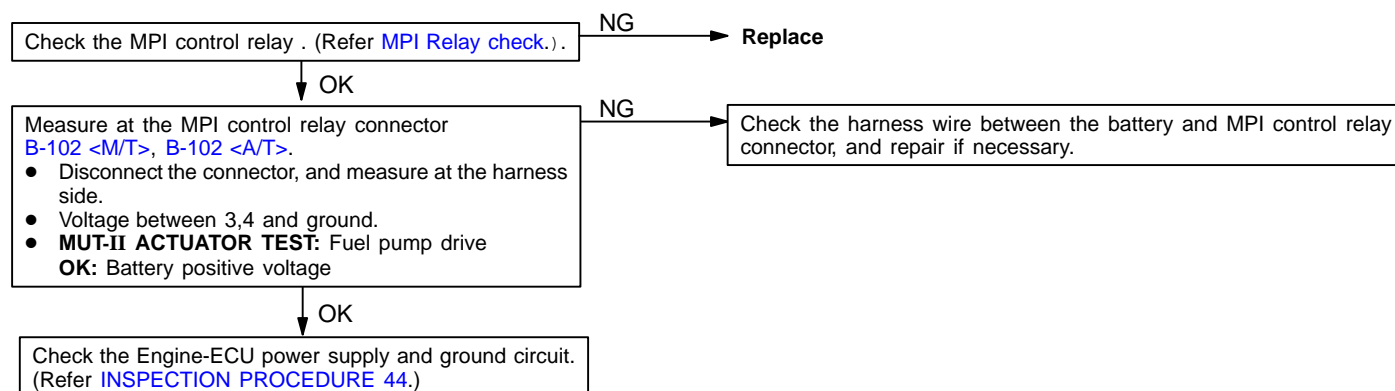 Check the MPI control relay . (Refer MPI Relay check.).
NG
Replace
OK
Measure at the MPI control relay connector
B-102 <M/T>, B-102 <A/T>.
● Disconnect the connector, and measure at the harness
side.
● Voltage between 3,4 and ground.
● MUT-II ACTUATOR TEST: Fuel pump drive
OK: Battery positive voltage
NG
Check the harness wire between the battery and MPI control relay
connector, and repair if necessary.
OK
Check the Engine-ECU power supply and ground circuit.
(Refer INSPECTION PROCEDURE 44.)